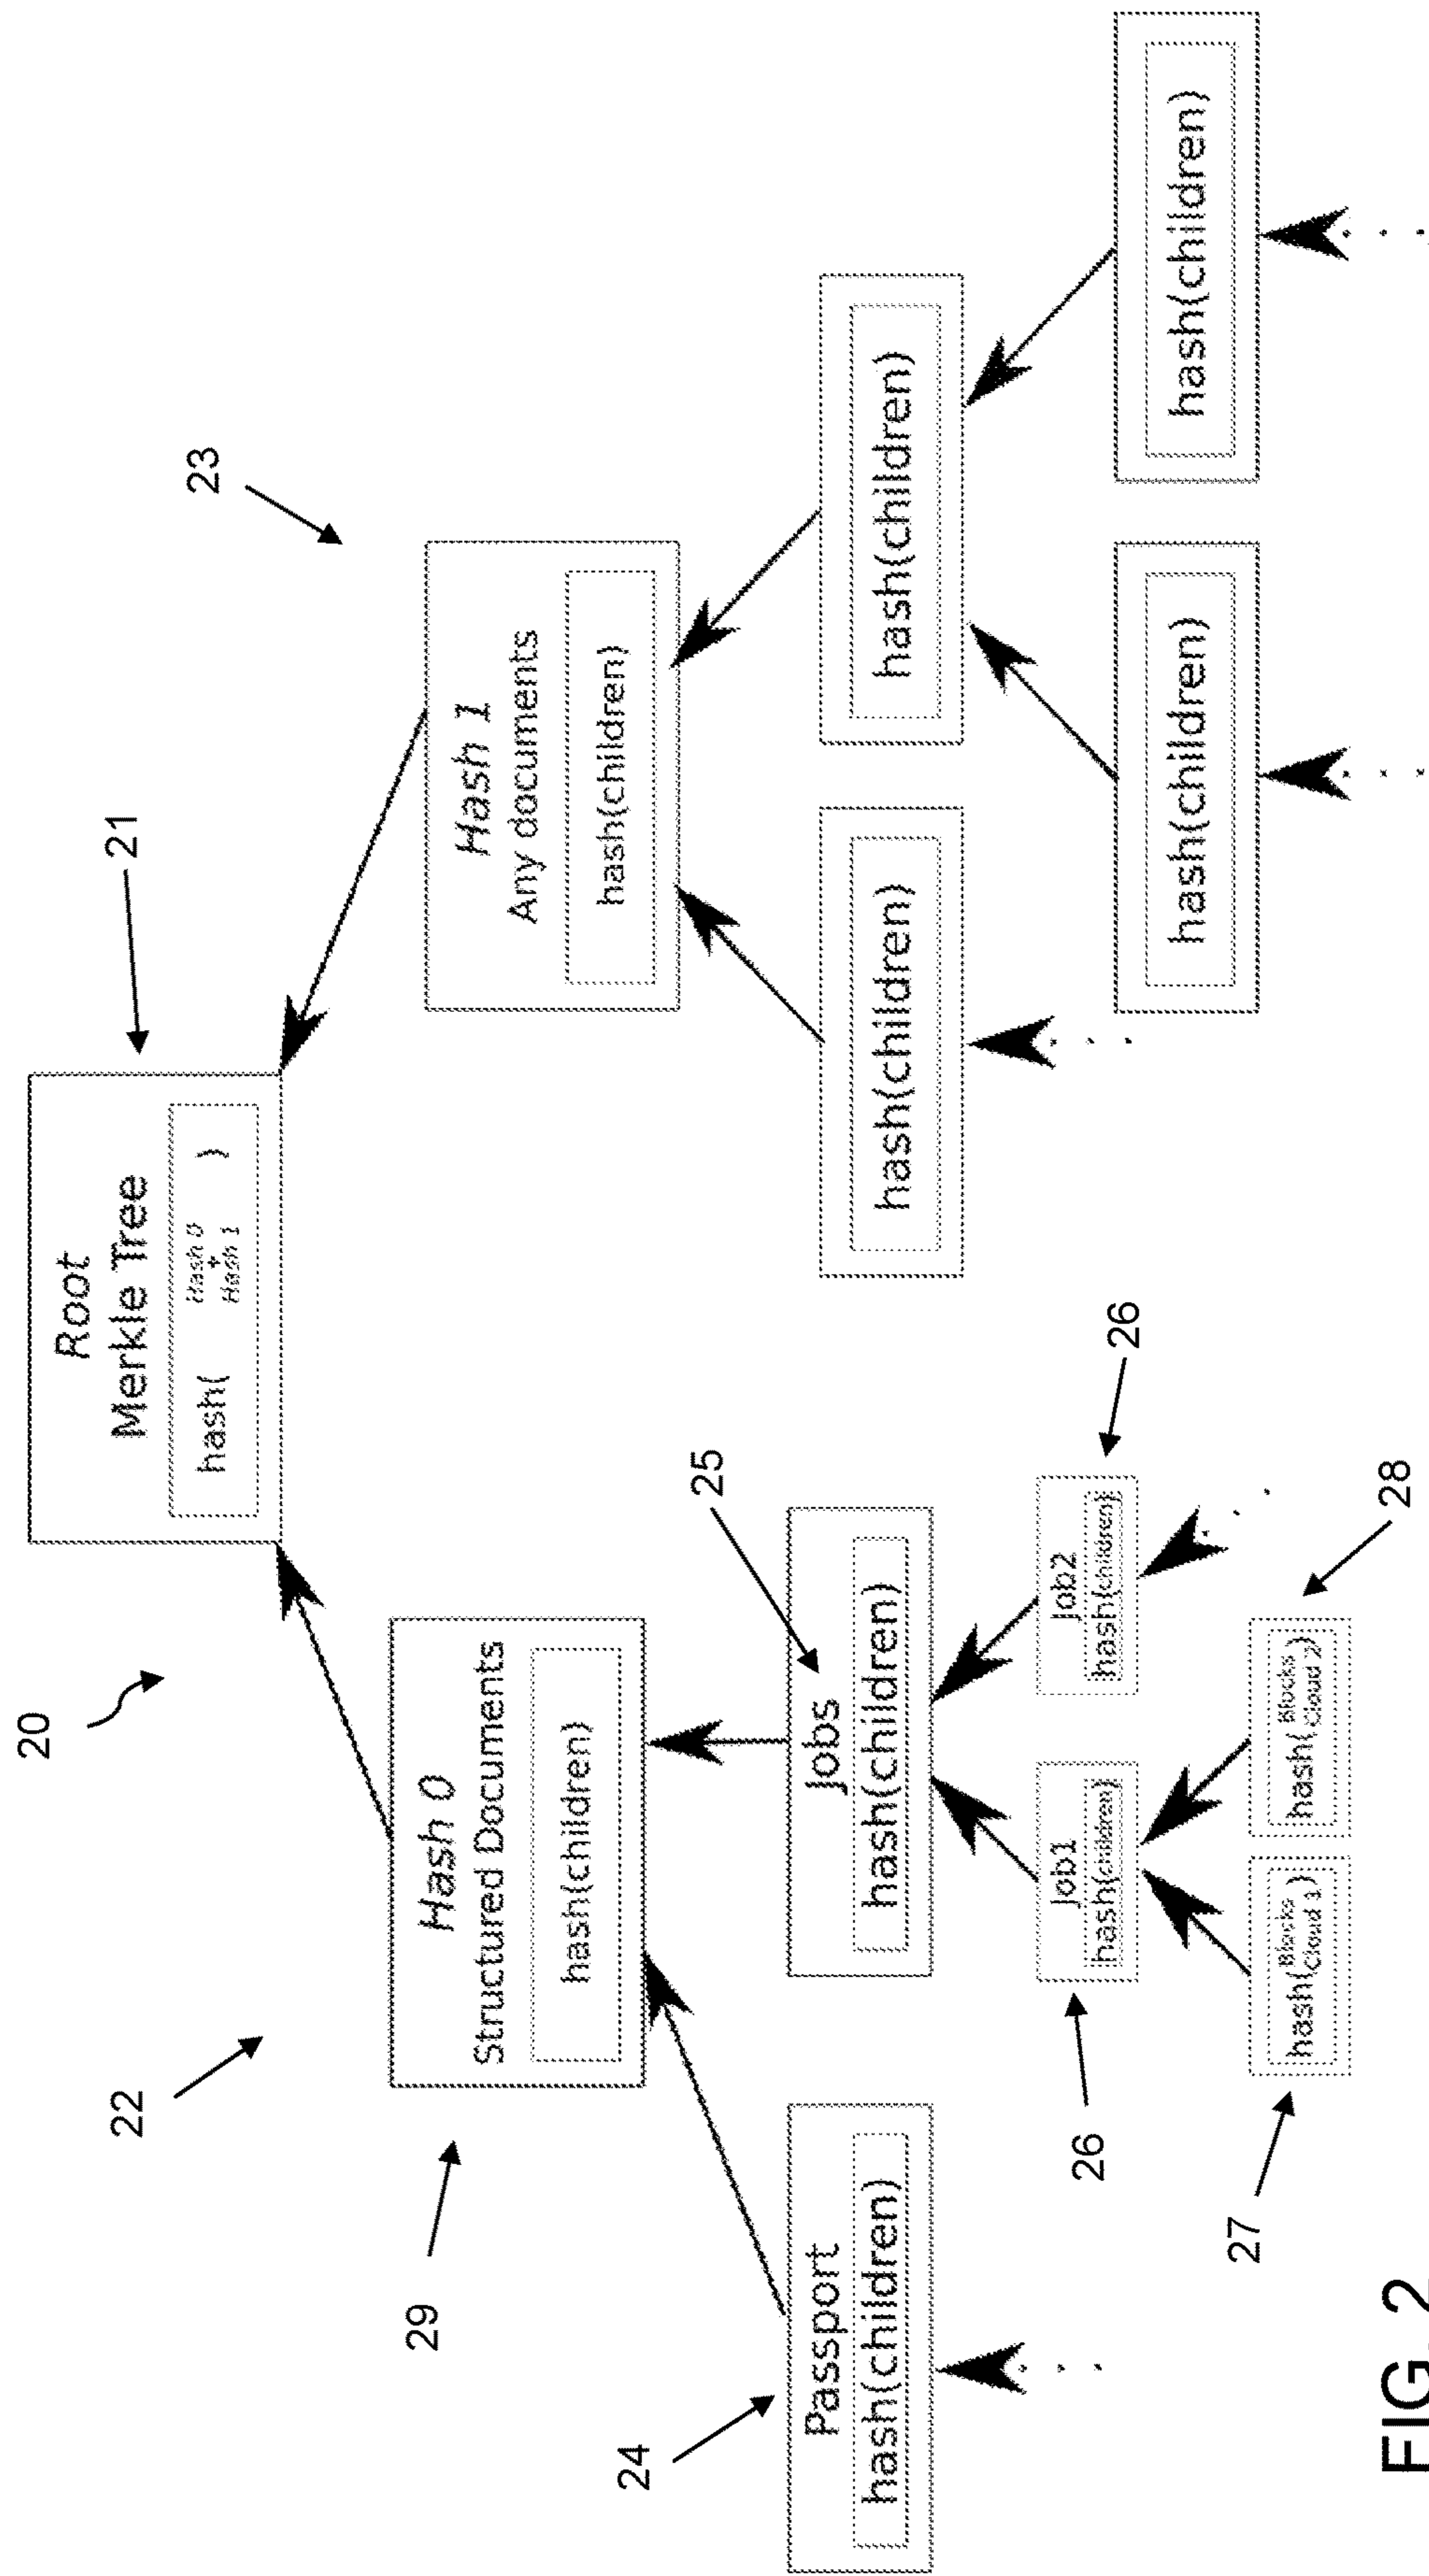 20
21
Root
Merkle Tree
hash( Hash 0 + Hash 1 )
22
23
29
Hash 0
Structured Documents
hash(children)
Hash 1
Any documents
hash(children)
24
Passport
hash(children)
25
Jobs
hash(children)
hash(children)
hash(children)
26
Job1
hash(children)
Job2
hash(children)
26
hash(children)
hash(children)
27
hash(Blocks Cloud 1)
hash(Blocks Cloud 2)
28
FIG. 2